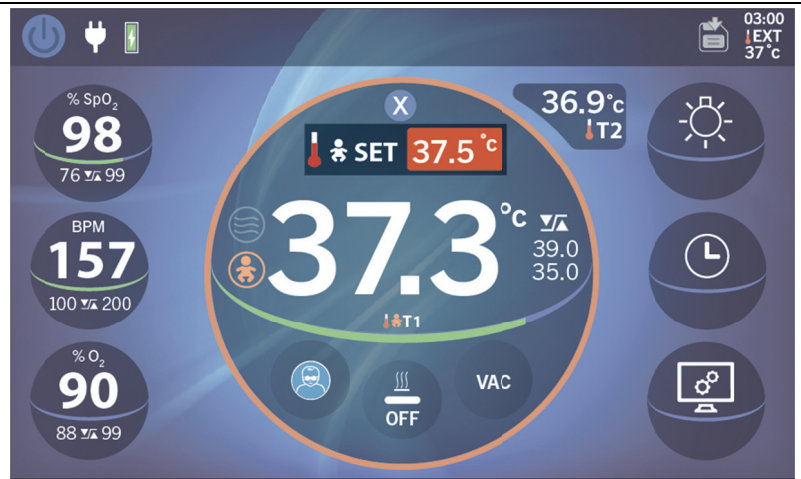 03:00
EXT
37°c
% SpO₂
98
76 99
BPM
157
100 200
% O₂
90
88 99
X
SET 37.5 °C
37.3 °C
39.0
35.0
T1
OFF
VAC
36.9°c
T2